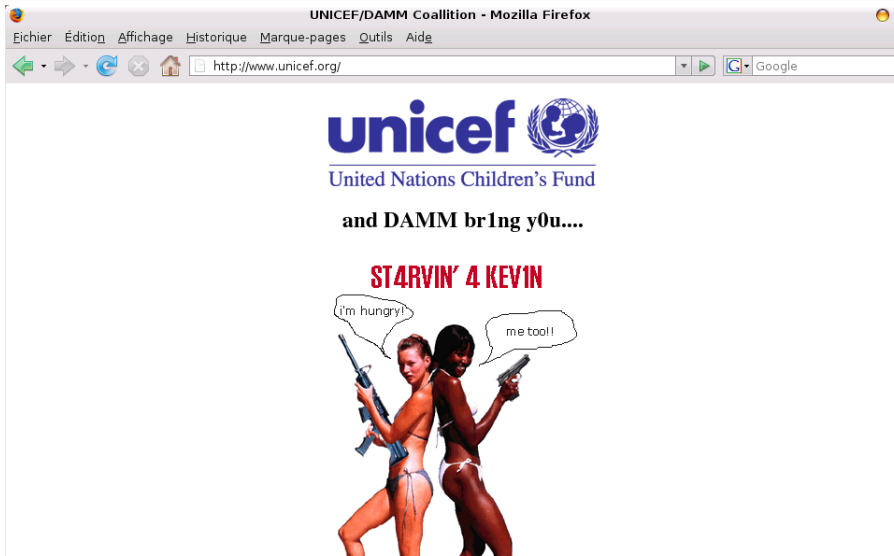 UNICEF/DAMM Coallition - Mozilla Firefox
Fichier Édition Affichage Historique Marque-pages Outils Aide
http://www.unicef.org/ G Google
unicef
United Nations Children's Fund
and DAMM br1ng y0u....
ST4RVIN' 4 KEV1N
i'm hungry!
me too!!